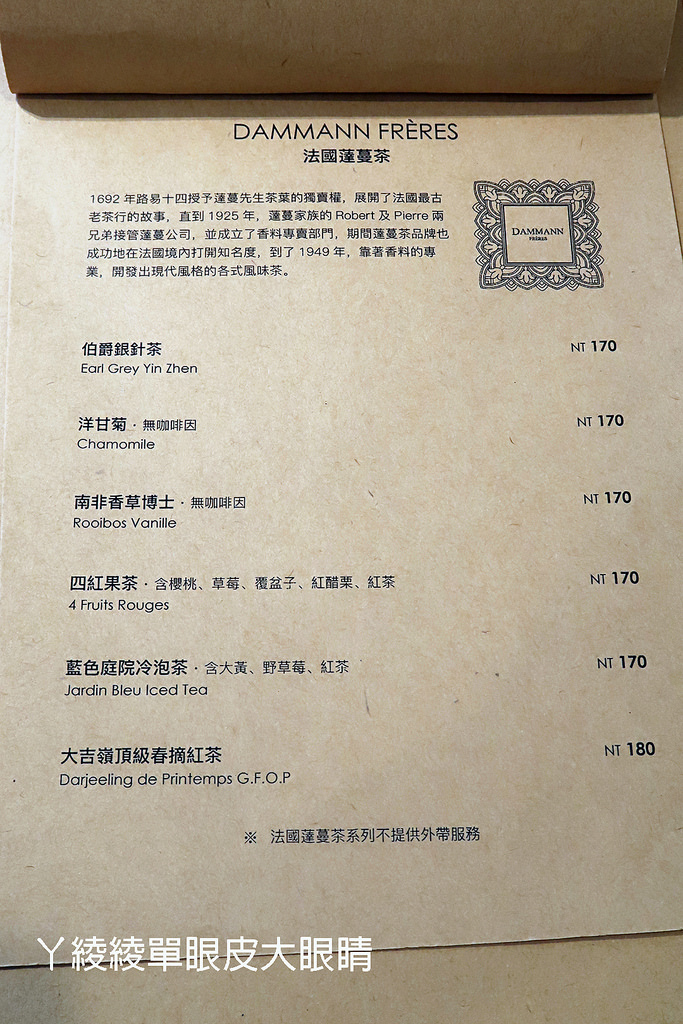 DAMMANN FRÈRES
法國蓬蔓茶
1692 年路易十四授予蓬蔓先生茶葉的獨賣權，展開了法國最古
老茶行的故事，直到 1925 年，蓬蔓家族的 Robert 及 Pierre 兩
兄弟接管蓬蔓公司，並成立了香料專賣部門，期間蓬蔓茶品牌也
成功地在法國境內打開知名度，到了 1949 年，靠著香料的專
業，開發出現代風格的各式風味茶。
DAMMANN
FRÈRES
伯爵銀針茶 NT 170
Earl Grey Yin Zhen
洋甘菊・無咖啡因 NT 170
Chamomile
南非香草博士・無咖啡因 NT 170
Rooibos Vanille
四紅果茶・含櫻桃、草莓、覆盆子、紅醋栗、紅茶 NT 170
4 Fruits Rouges
藍色庭院冷泡茶・含大黃、野草莓、紅茶 NT 170
Jardin Bleu Iced Tea
大吉嶺頂級春摘紅茶 NT 180
Darjeeling de Printemps G.F.O.P
※ 法國蓬蔓茶系列不提供外帶服務
ㄚ綾綾單眼皮大眼睛